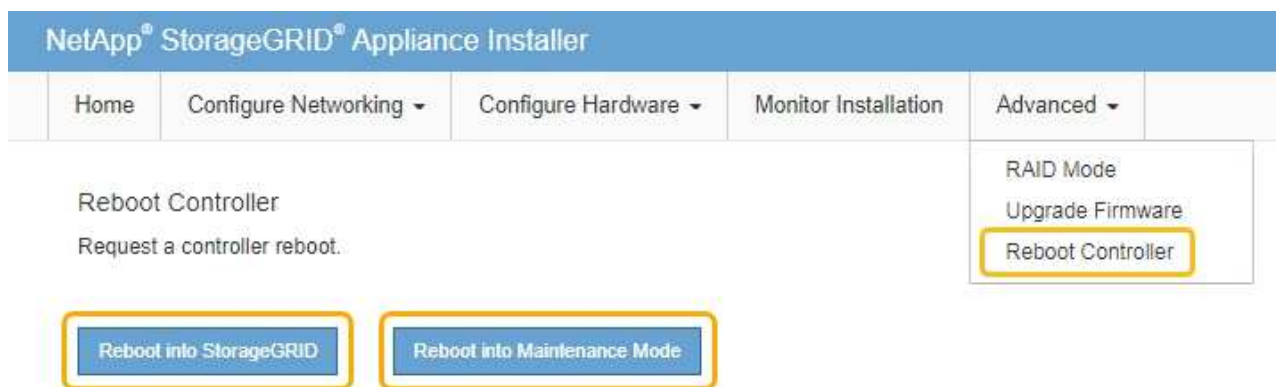 NetApp® StorageGRID® Appliance Installer
Home Configure Networking Configure Hardware Monitor Installation Advanced
RAID Mode
Upgrade Firmware
Reboot Controller
Reboot Controller
Request a controller reboot.
Reboot into StorageGRID Reboot into Maintenance Mode